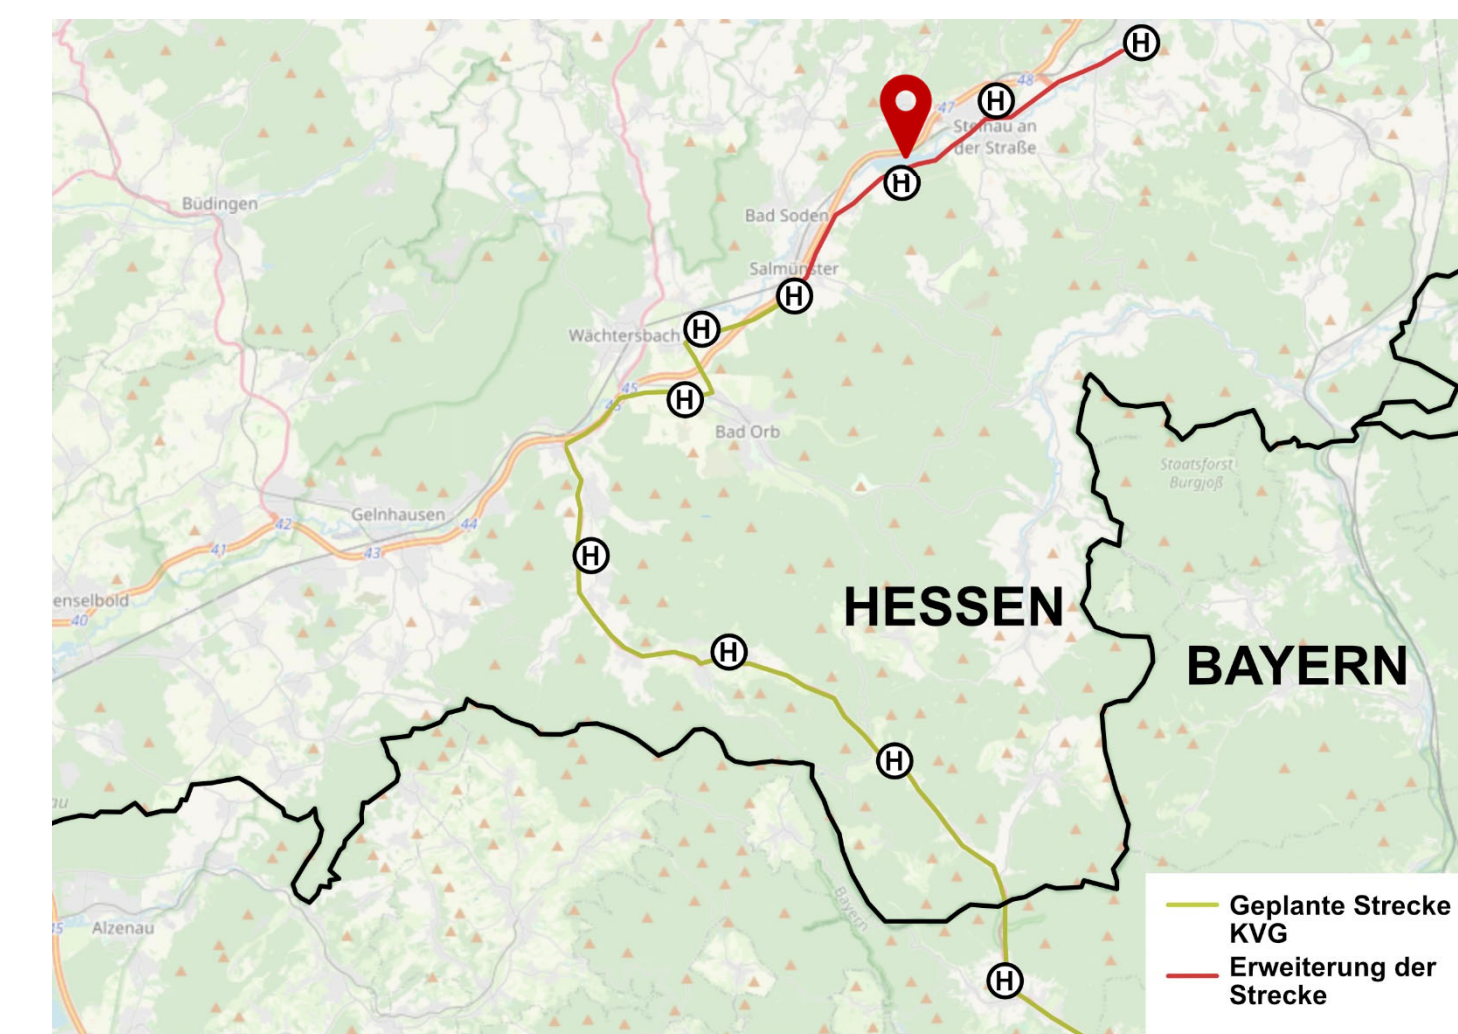 H
48
H
47
Steinau an
der Straße
H
Büdingen
Bad Soden
Salmünster
H
H
Wächtersbach
45
H
Bad Orb
Staatsforst
Burgjoß
Gelnhausen
42
44
41
43
H
HESSEN
enselbold
40
H
BAYERN
H
au
Bayern
Alzenau
H
Geplante Strecke
KVG
Erweiterung der
Strecke